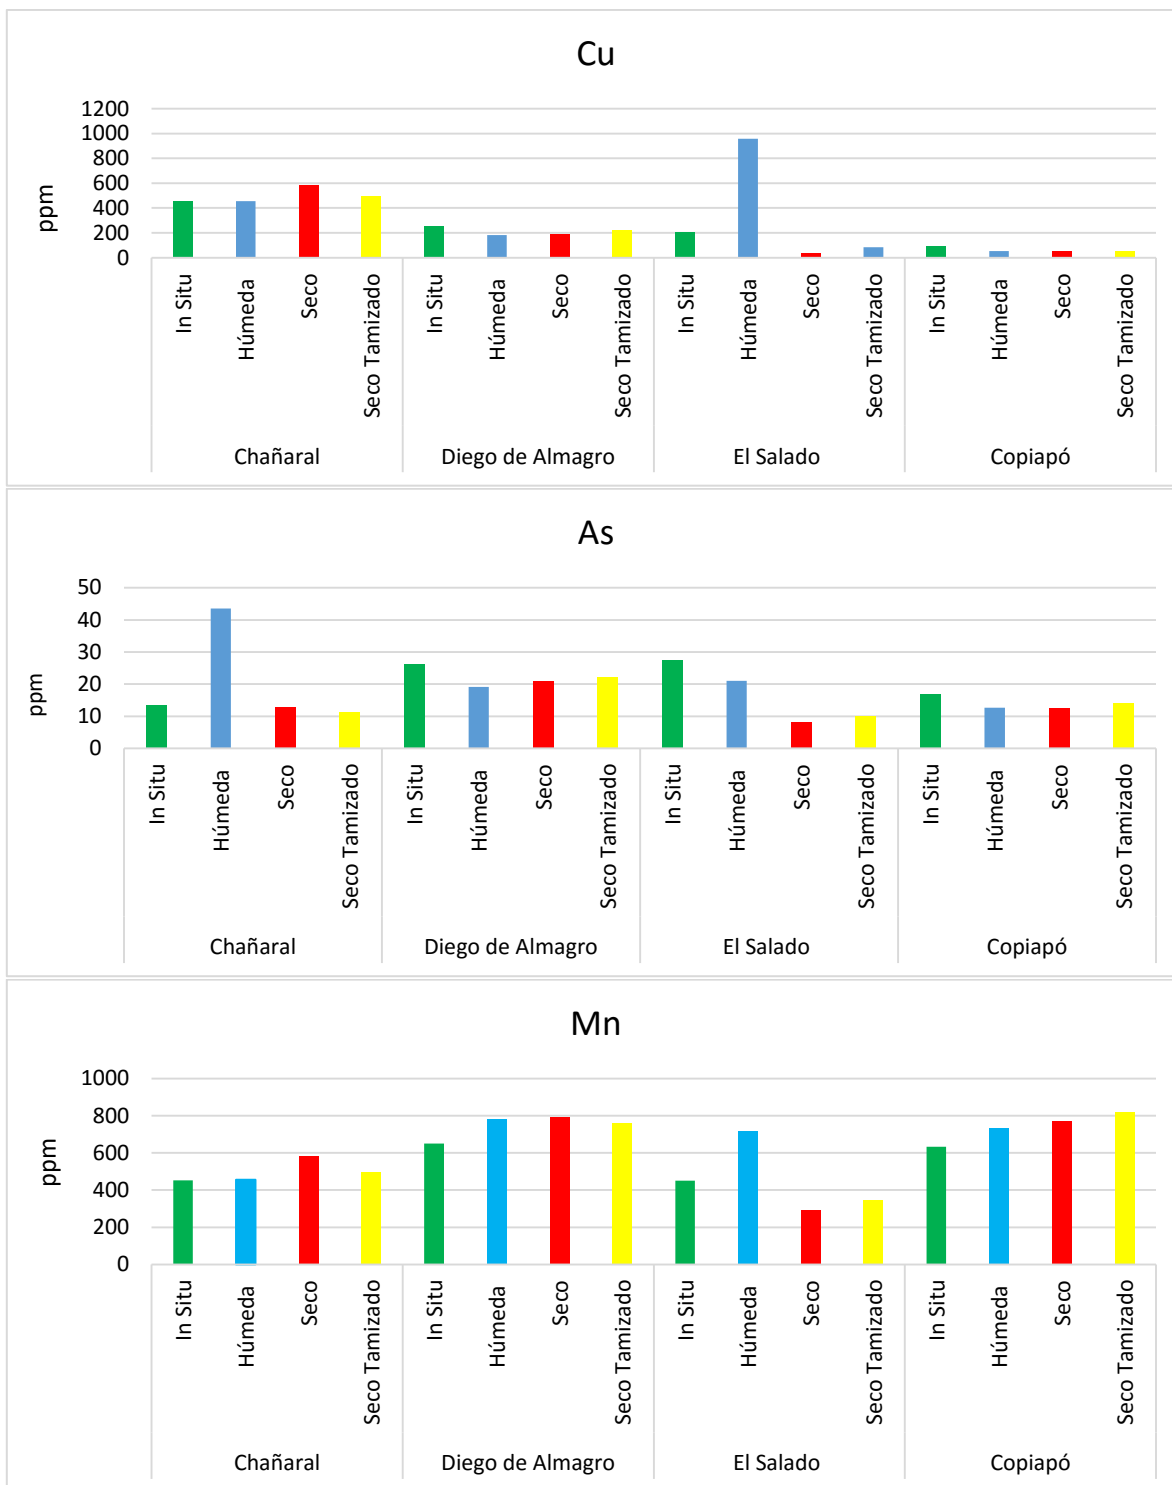 Cu
1200
1000
800
600
400
200
0
ppm
In Situ
Húmeda
Seco
Seco Tamizado
In Situ
Húmeda
Seco
Seco Tamizado
In Situ
Húmeda
Seco
Seco Tamizado
In Situ
Húmeda
Seco
Seco Tamizado
Chañaral
Diego de Almagro
El Salado
Copiapó
As
50
40
30
20
10
0
ppm
In Situ
Húmeda
Seco
Seco Tamizado
In Situ
Húmeda
Seco
Seco Tamizado
In Situ
Húmeda
Seco
Seco Tamizado
In Situ
Húmeda
Seco
Seco Tamizado
Chañaral
Diego de Almagro
El Salado
Copiapó
Mn
1000
800
600
400
200
0
ppm
In Situ
Húmeda
Seco
Seco Tamizado
In Situ
Húmeda
Seco
Seco Tamizado
In Situ
Húmeda
Seco
Seco Tamizado
In Situ
Húmeda
Seco
Seco Tamizado
Chañaral
Diego de Almagro
El Salado
Copiapó